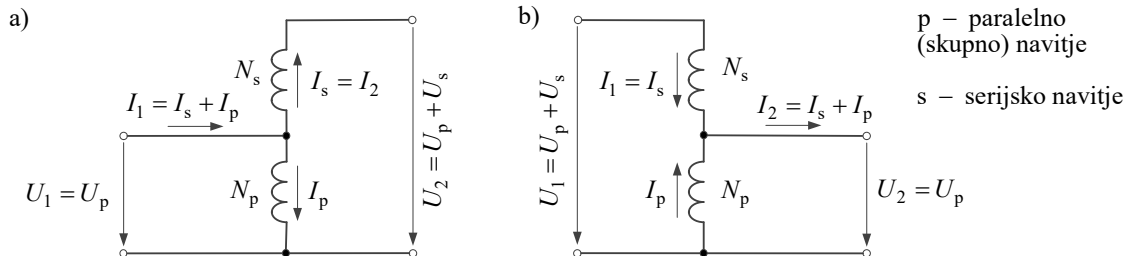 a)
N_s
I_s = I_2
I_1 = I_s + I_p
U_1 = U_p
N_p
I_p
U_2 = U_p + U_s
b)
U_1 = U_p + U_s
I_1 = I_s
N_s
I_2 = I_s + I_p
I_p
N_p
U_2 = U_p
p – paralelno
(skupno) navitje
s – serijsko navitje